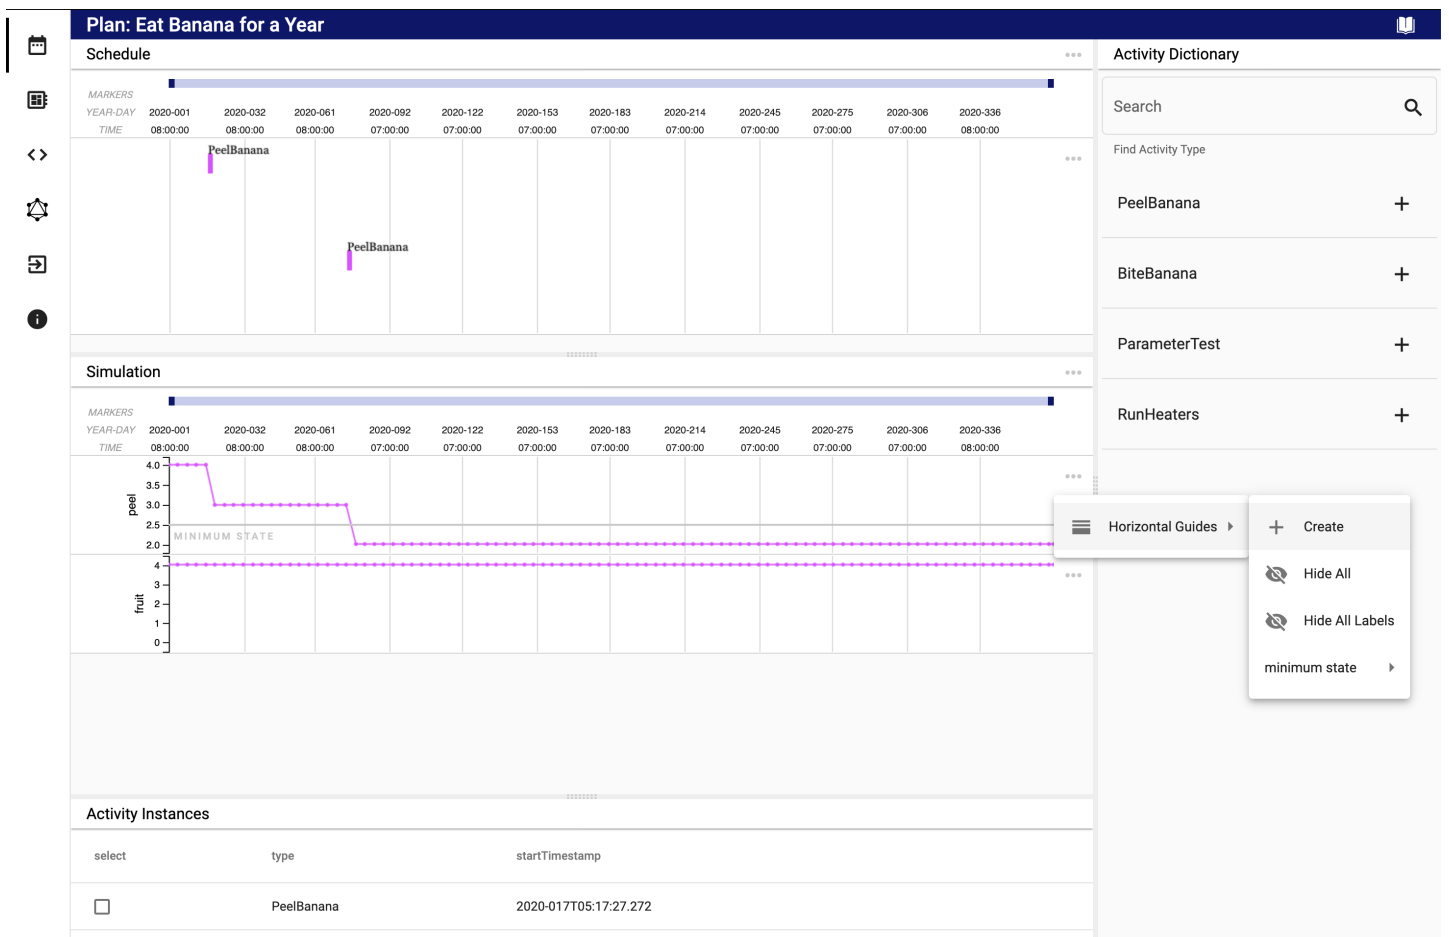 Plan: Eat Banana for a Year
Schedule
Activity Dictionary
MARKERS
YEAR-DAY 2020-001 2020-032 2020-061 2020-092 2020-122 2020-153 2020-183 2020-214 2020-245 2020-275 2020-306 2020-336
TIME 08:00:00 08:00:00 08:00:00 07:00:00 07:00:00 07:00:00 07:00:00 07:00:00 07:00:00 07:00:00 07:00:00 08:00:00
PeelBanana
PeelBanana
Search
Find Activity Type
PeelBanana
BiteBanana
ParameterTest
RunHeaters
Simulation
MARKERS
YEAR-DAY 2020-001 2020-032 2020-061 2020-092 2020-122 2020-153 2020-183 2020-214 2020-245 2020-275 2020-306 2020-336
TIME 08:00:00 08:00:00 08:00:00 07:00:00 07:00:00 07:00:00 07:00:00 07:00:00 07:00:00 07:00:00 07:00:00 08:00:00
peel
4.0
3.5
3.0
2.5
2.0
MINIMUM STATE
fruit
4
3
2
1
0
Horizontal Guides
Create
Hide All
Hide All Labels
minimum state
Activity Instances
select type startTimestamp
PeelBanana 2020-017T05:17:27.272